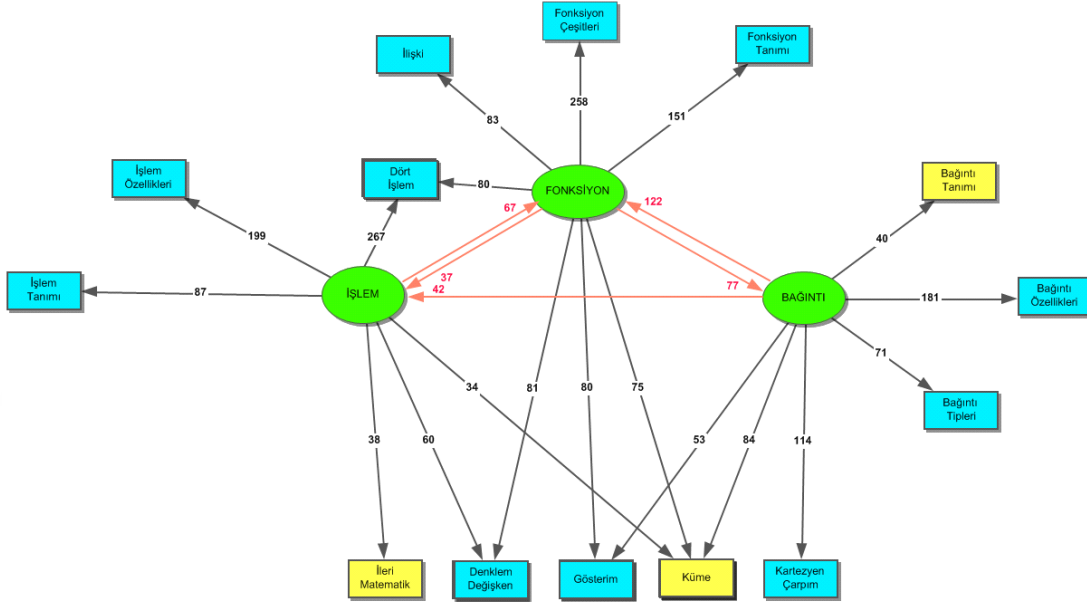 Fonksiyon
Çeşitleri
Fonksiyon
Tanımı
İlişki
258
151
83
İşlem
Özellikleri
Dört
İşlem
80
FONKSİYON
Bağıntı
Tanımı
67
122
199
267
40
İşlem
Tanımı
87
İŞLEM
37
42
77
BAĞINTI
181
Bağıntı
Özellikleri
71
34
81
80
75
Bağıntı
Tipleri
38
60
53
84
114
İleri
Matematik
Denklem
Değişken
Gösterim
Küme
Kartezyen
Çarpım